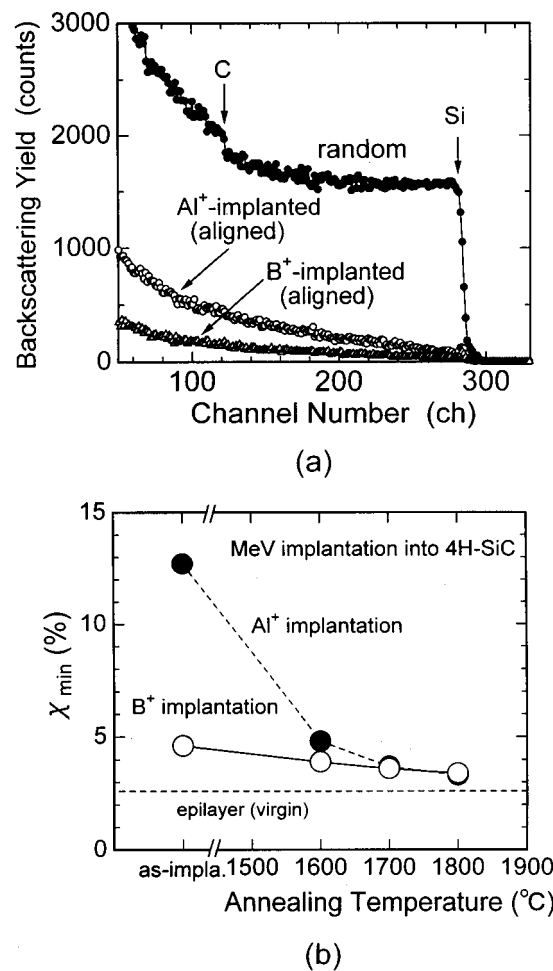 3000
2000
1000
0
Backscattering Yield (counts)
C
Si
random
Al⁺-implanted
(aligned)
B⁺-implanted
(aligned)
100 200 300
Channel Number (ch)
(a)
15
10
5
0
χ min (%)
MeV implantation into 4H-SiC
Al⁺ implantation
B⁺ implantation
epilayer (virgin)
as-impla. 1500 1600 1700 1800 1900
Annealing Temperature (°C)
(b)